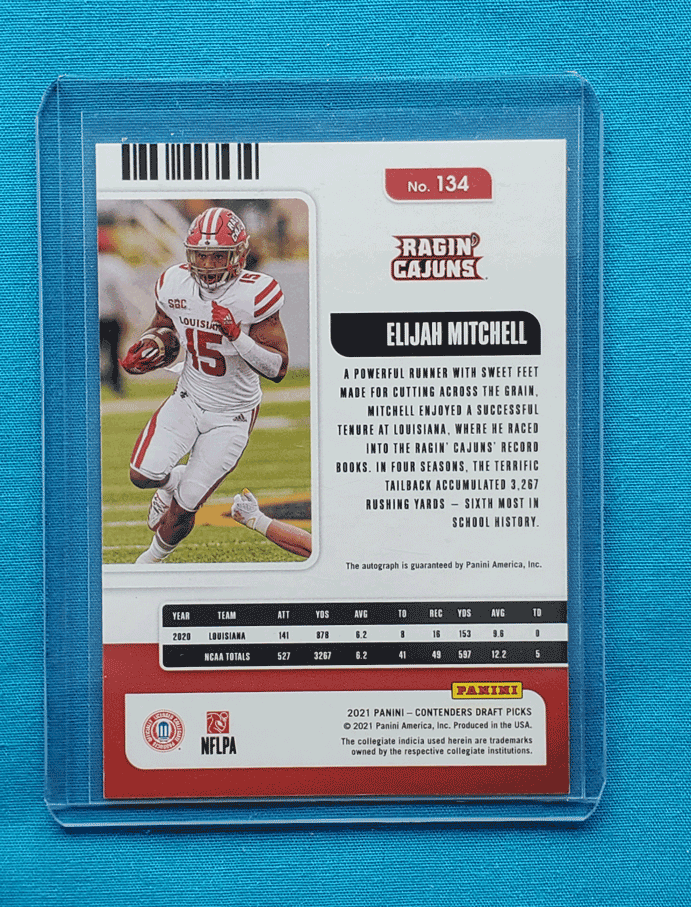 No. 134
RAGIN'
CAJUNS
SBC
LOUISIANA
15
15
ELIJAH MITCHELL
A POWERFUL RUNNER WITH SWEET FEET
MADE FOR CUTTING ACROSS THE GRAIN,
MITCHELL ENJOYED A SUCCESSFUL
TENURE AT LOUISIANA, WHERE HE RACED
INTO THE RAGIN' CAJUNS' RECORD
BOOKS. IN FOUR SEASONS, THE TERRIFIC
TAILBACK ACCUMULATED 3,267
RUSHING YARDS – SIXTH MOST IN
SCHOOL HISTORY.
The autograph is guaranteed by Panini America, Inc.
YEAR TEAM ATT YDS AVG TD REC YDS AVG TD
2020 LOUISIANA 141 878 6.2 8 16 153 9.6 0
NCAA TOTALS 527 3267 6.2 41 49 597 12.2 5
PANINI
NFLPA
2021 PANINI – CONTENDERS DRAFT PICKS
© 2021 Panini America, Inc. Produced in the USA.
The collegiate indicia used herein are trademarks
owned by the respective collegiate institutions.